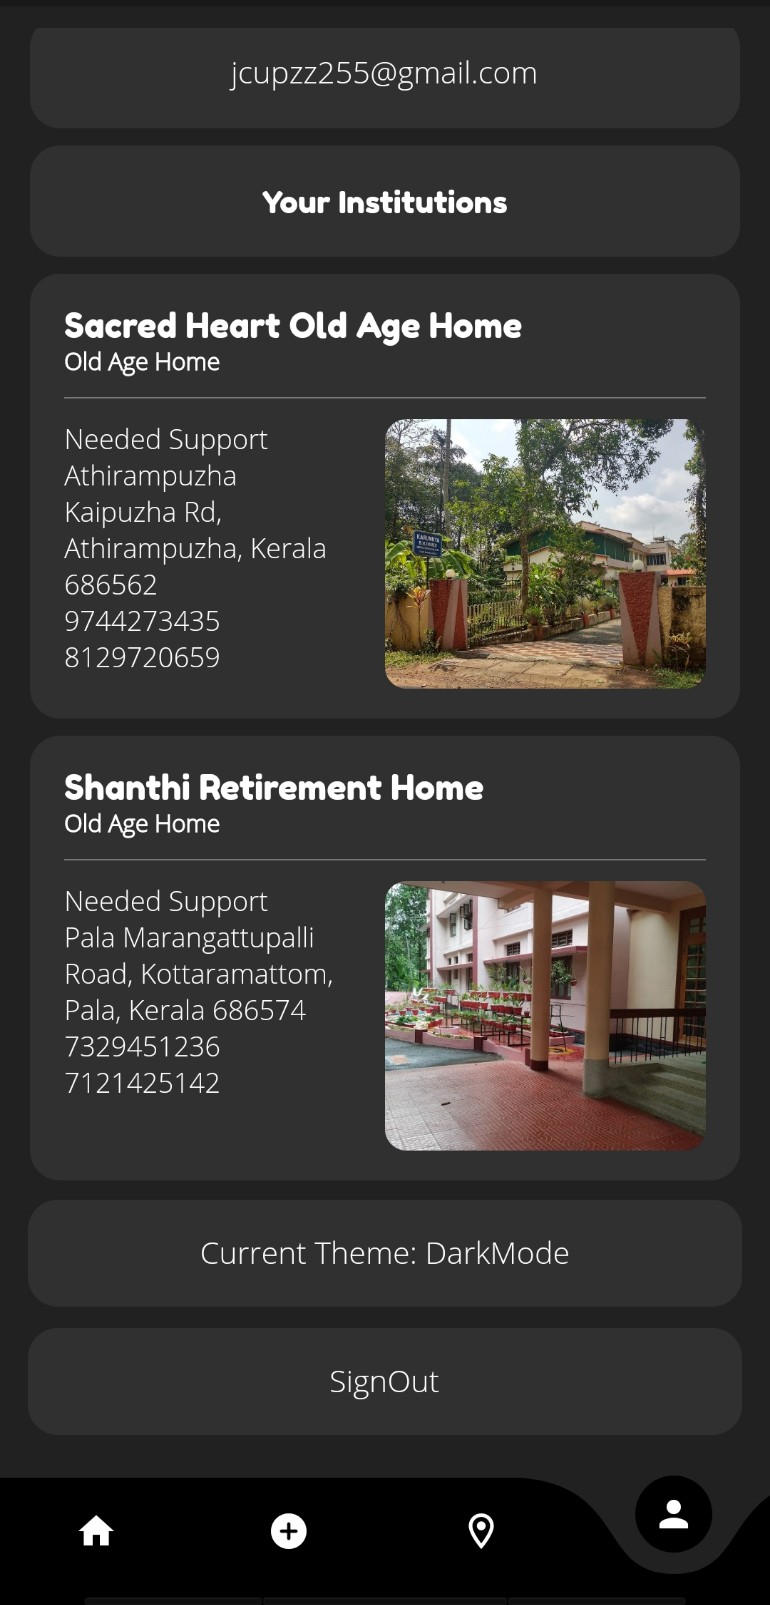 jcupzz255@gmail.com
Your Institutions
Sacred Heart Old Age Home
Old Age Home
Needed Support
Athirampuzha
Kaipuzha Rd,
Athirampuzha, Kerala
686562
9744273435
8129720659
Shanthi Retirement Home
Old Age Home
Needed Support
Pala Marangattupalli
Road, Kottaramattom,
Pala, Kerala 686574
7329451236
7121425142
Current Theme: DarkMode
SignOut